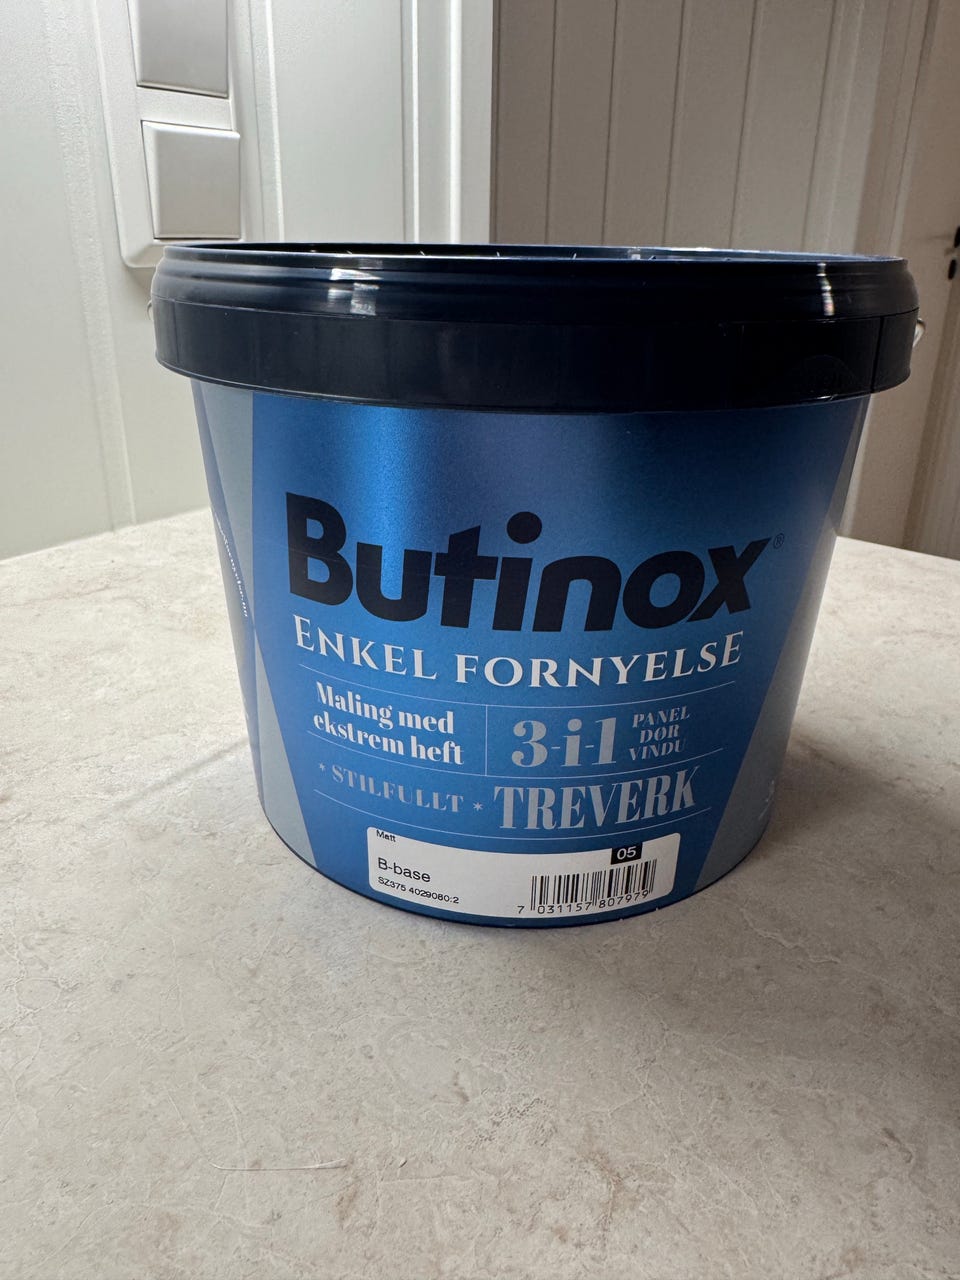 Butinox®
ENKEL FORNYELSE
Maling med
ekstrem heft
3-i-1
PANEL
DØR
VINDU
* STILFULLT * TREVERK
Matt
05
B-base
SZ375 4029080:2
7 031157 807979